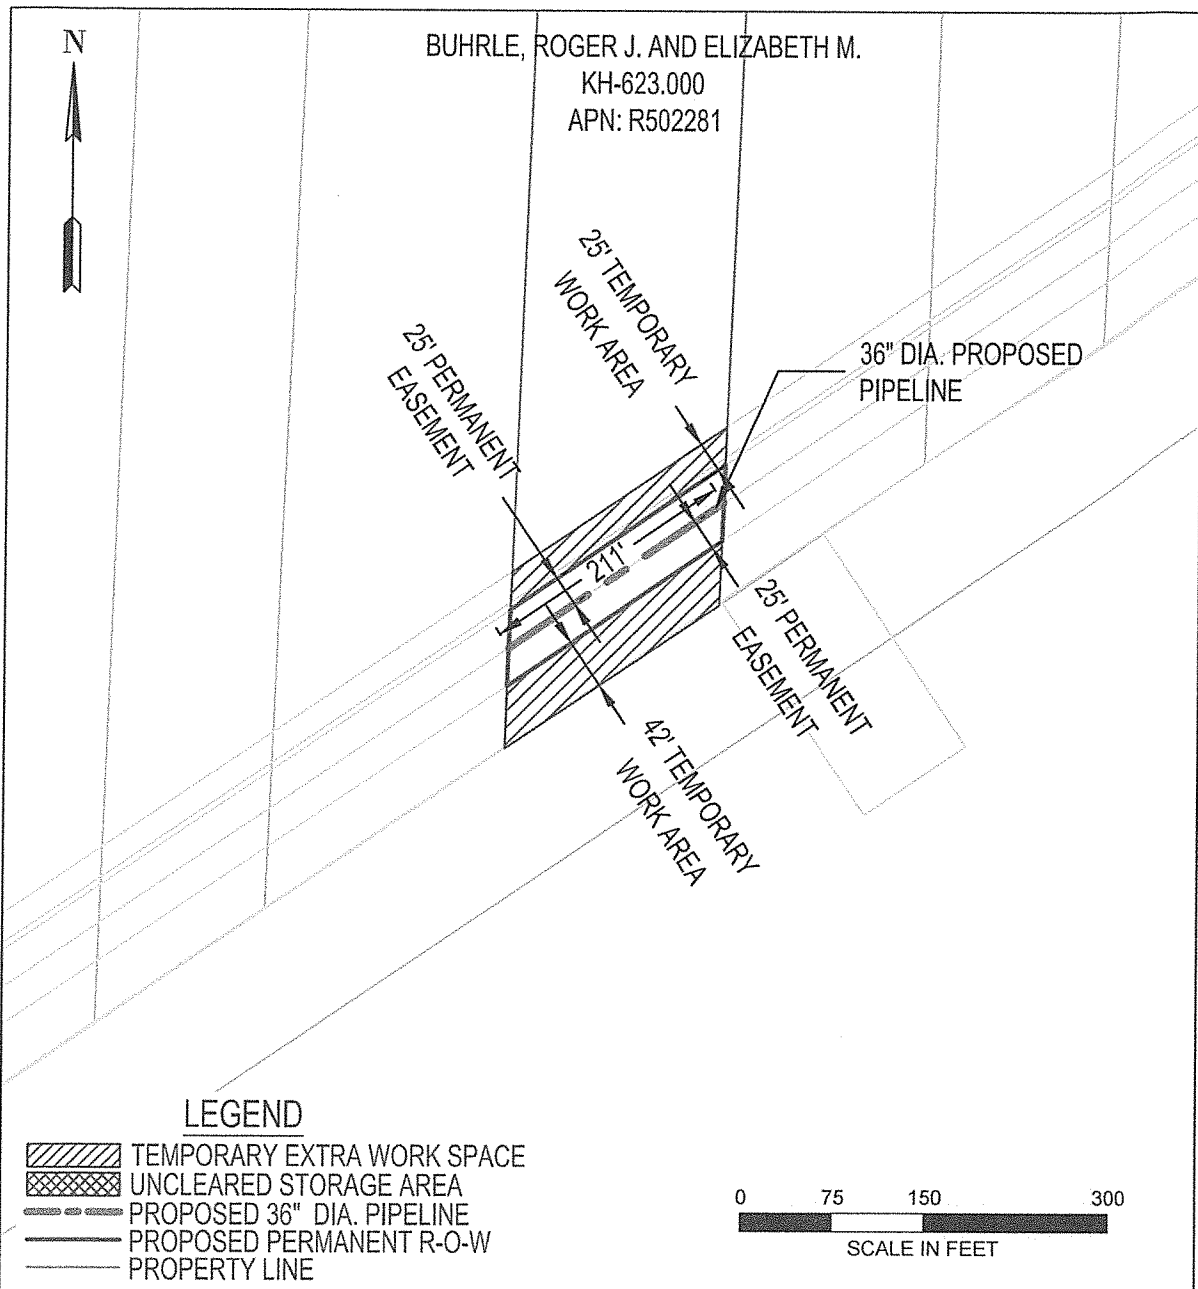 N
BUHRLE, ROGER J. AND ELIZABETH M.
KH-623.000
APN: R502281
25' TEMPORARY
WORK AREA
25' PERMANENT
EASEMENT
36" DIA. PROPOSED
PIPELINE
211'
25' PERMANENT
EASEMENT
42' TEMPORARY
WORK AREA
LEGEND
TEMPORARY EXTRA WORK SPACE
UNCLEARED STORAGE AREA
PROPOSED 36" DIA. PIPELINE
PROPOSED PERMANENT R-O-W
PROPERTY LINE
0 75 150 300
SCALE IN FEET